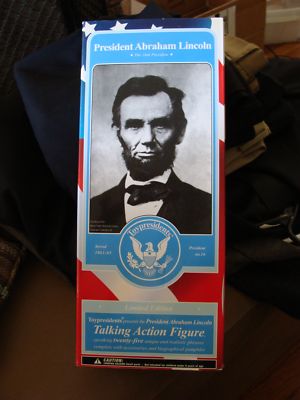 President Abraham Lincoln
The 16th President
Toypresidents
Served
1861-65
President
no.16
Limited Edition
Toypresidents presents the President Abraham Lincoln
Talking Action Figure,
speaking twenty-five unique and realistic phrases
complete with accessories and biographical pamphlet
CAUTION: